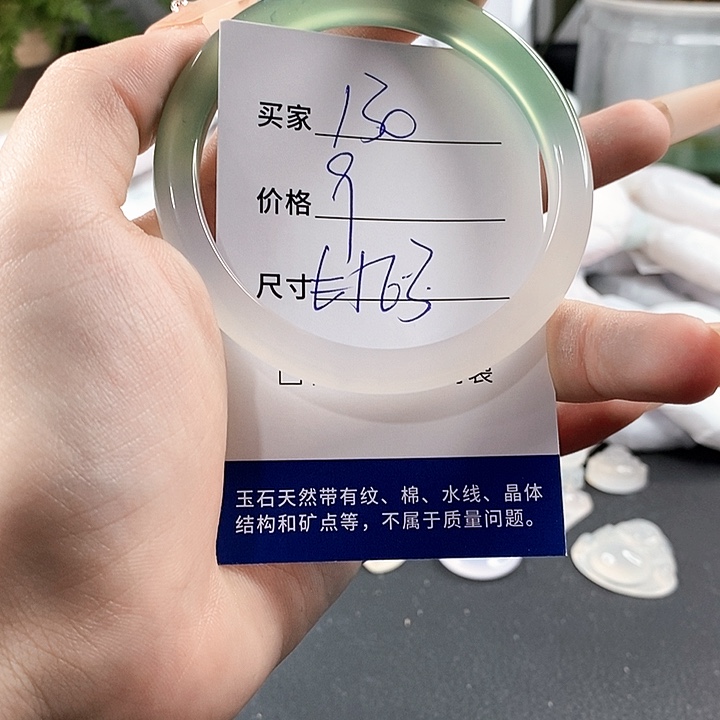 买家 130
价格 9
尺寸
袋
玉石天然带有纹、棉、水线、晶体
结构和矿点等，不属于质量问题。